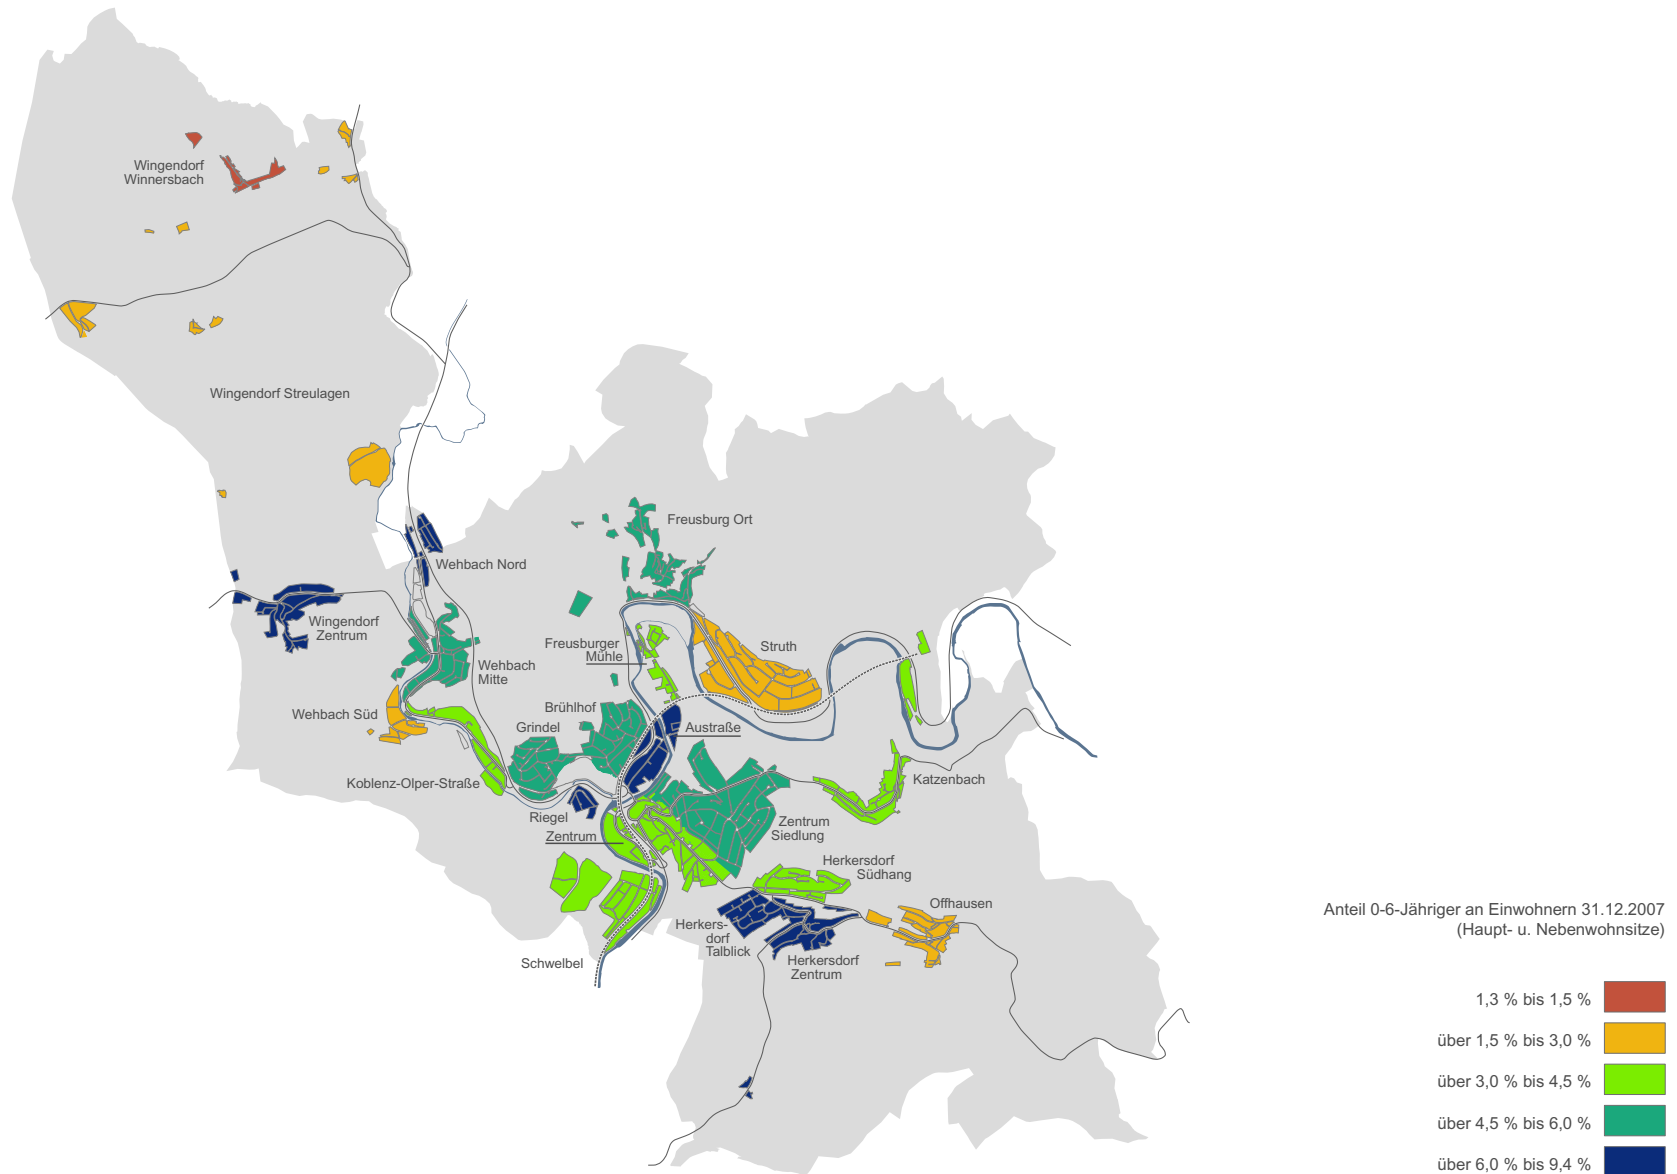 Wingendorf
Winnersbach
Wingendorf Streulagen
Freusburg Ort
Wehbach Nord
Wingendorf
Zentrum
Freusburger
Mühle
Struth
Wehbach
Mitte
Wehbach Süd
Brühlhof
Grindel
Austraße
Koblenz-Olper-Straße
Katzenbach
Riegel
Zentrum
Zentrum
Siedlung
Herkersdorf
Südhang
Offhausen
Herkers-
dorf
Talblick
Herkersdorf
Zentrum
Schwelbel
Anteil 0-6-Jähriger an Einwohnern 31.12.2007
(Haupt- u. Nebenwohnsitze)
1,3 % bis 1,5 %
über 1,5 % bis 3,0 %
über 3,0 % bis 4,5 %
über 4,5 % bis 6,0 %
über 6,0 % bis 9,4 %